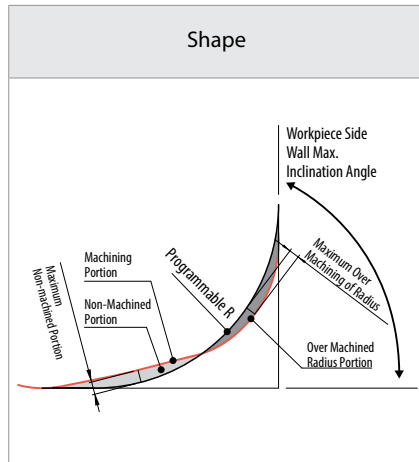 Shape
Workpiece Side
Wall Max.
Inclination Angle
Maximum Over
Machining of Radius
Programmable R
Machining
Portion
Non-Machined
Portion
Maximum
Non-machined Portion
Over Machined
Radius Portion